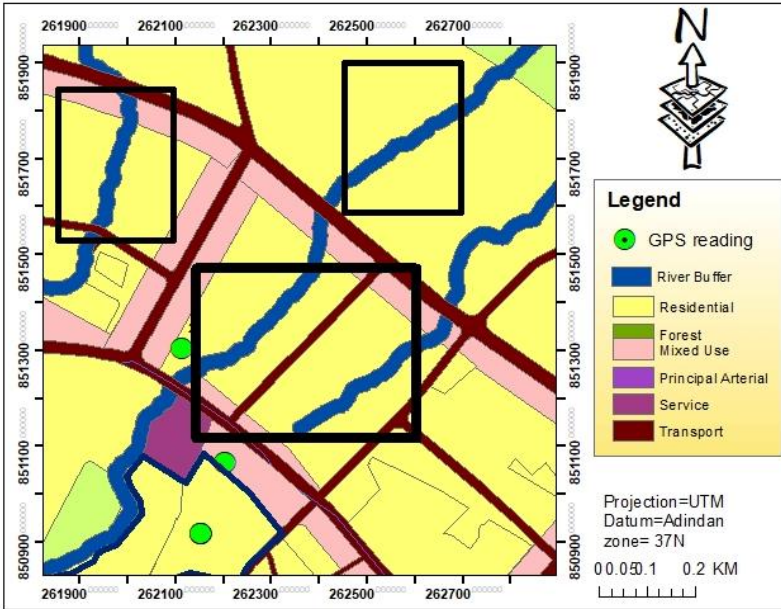 261900 262100 262300 262500 262700
N
851900 851900
851700 851700
851500 851500
851300 851300
851100 851100
850900 850900
261900 262100 262300 262500 262700
Legend
GPS reading
River Buffer
Residential
Forest
Mixed Use
Principal Arterial
Service
Transport
Projection=UTM
Datum=Adindan
zone= 37N
0 0.05 0.1 0.2 KM